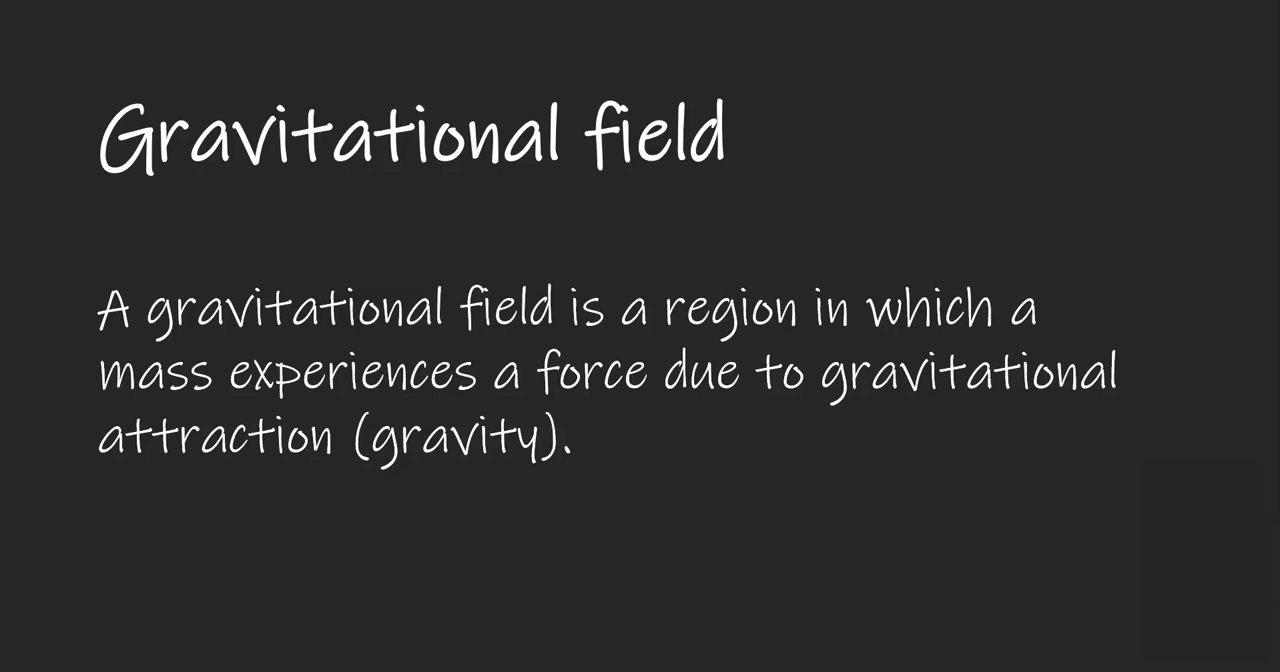 Gravitational field
A gravitational field is a region in which a
mass experiences a force due to gravitational
attraction (gravity).